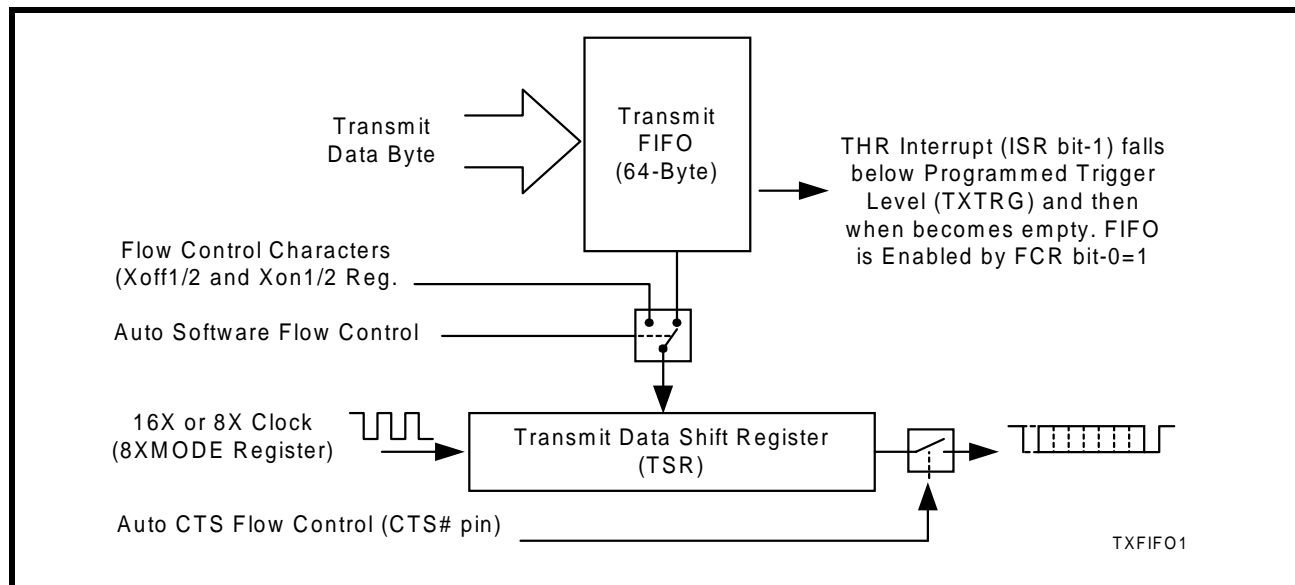 Transmit
Data Byte
Transmit
FIFO
(64-Byte)
THR Interrupt (ISR bit-1) falls
below Programmed Trigger
Level (TXTRG) and then
when becomes empty. FIFO
is Enabled by FCR bit-0=1
Flow Control Characters
(Xoff1/2 and Xon1/2 Reg.
Auto Software Flow Control
16X or 8X Clock
(8XMODE Register)
Transmit Data Shift Register
(TSR)
Auto CTS Flow Control (CTS# pin)
TXFIFO1